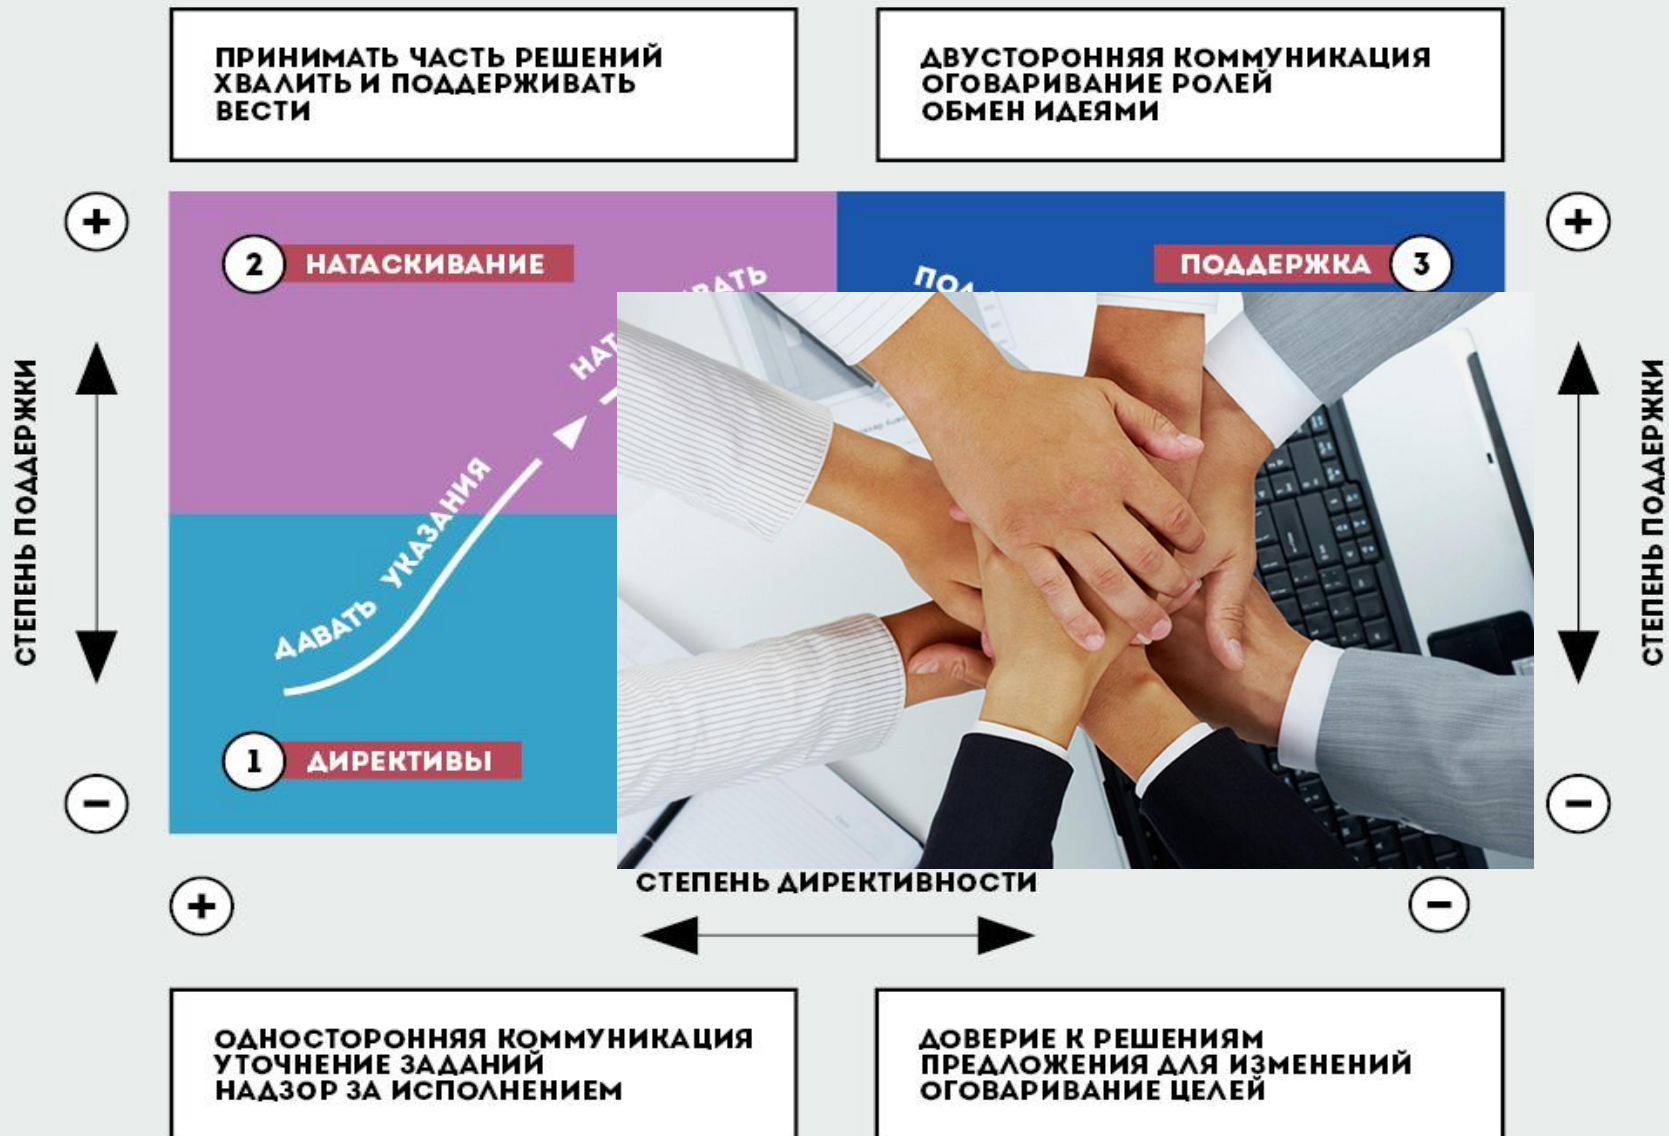 ПРИНИМАТЬ ЧАСТЬ РЕШЕНИЙ
ХВАЛИТЬ И ПОДДЕРЖИВАТЬ
ВЕСТИ
ДВУСТОРОННЯЯ КОММУНИКАЦИЯ
ОГОВАРИВАНИЕ РОЛЕЙ
ОБМЕН ИДЕЯМИ
+
+
2 НАТАСКИВАНИЕ
ПОДДЕРЖКА 3
СТЕПЕНЬ ПОДДЕРЖКИ
СТЕПЕНЬ ПОДДЕРЖКИ
ДАВАТЬ УКАЗАНИЯ
1 ДИРЕКТИВЫ
−
−
+
СТЕПЕНЬ ДИРЕКТИВНОСТИ
−
ОДНОСТОРОННЯЯ КОММУНИКАЦИЯ
УТОЧНЕНИЕ ЗАДАНИЙ
НАДЗОР ЗА ИСПОЛНЕНИЕМ
ДОВЕРИЕ К РЕШЕНИЯМ
ПРЕДЛОЖЕНИЯ ДЛЯ ИЗМЕНЕНИЙ
ОГОВАРИВАНИЕ ЦЕЛЕЙ